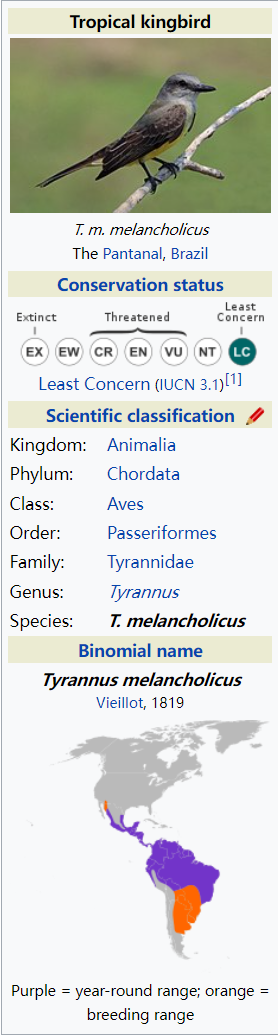 Tropical kingbird
T. m. melancholicus
The Pantanal, Brazil
Conservation status
Extinct Threatened Least Concern
EX EW CR EN VU NT LC
Least Concern (IUCN 3.1)[1]
Scientific classification
Kingdom: Animalia
Phylum: Chordata
Class: Aves
Order: Passeriformes
Family: Tyrannidae
Genus: Tyrannus
Species: T. melancholicus
Binomial name
Tyrannus melancholicus
Vieillot, 1819
Purple = year-round range; orange =
breeding range